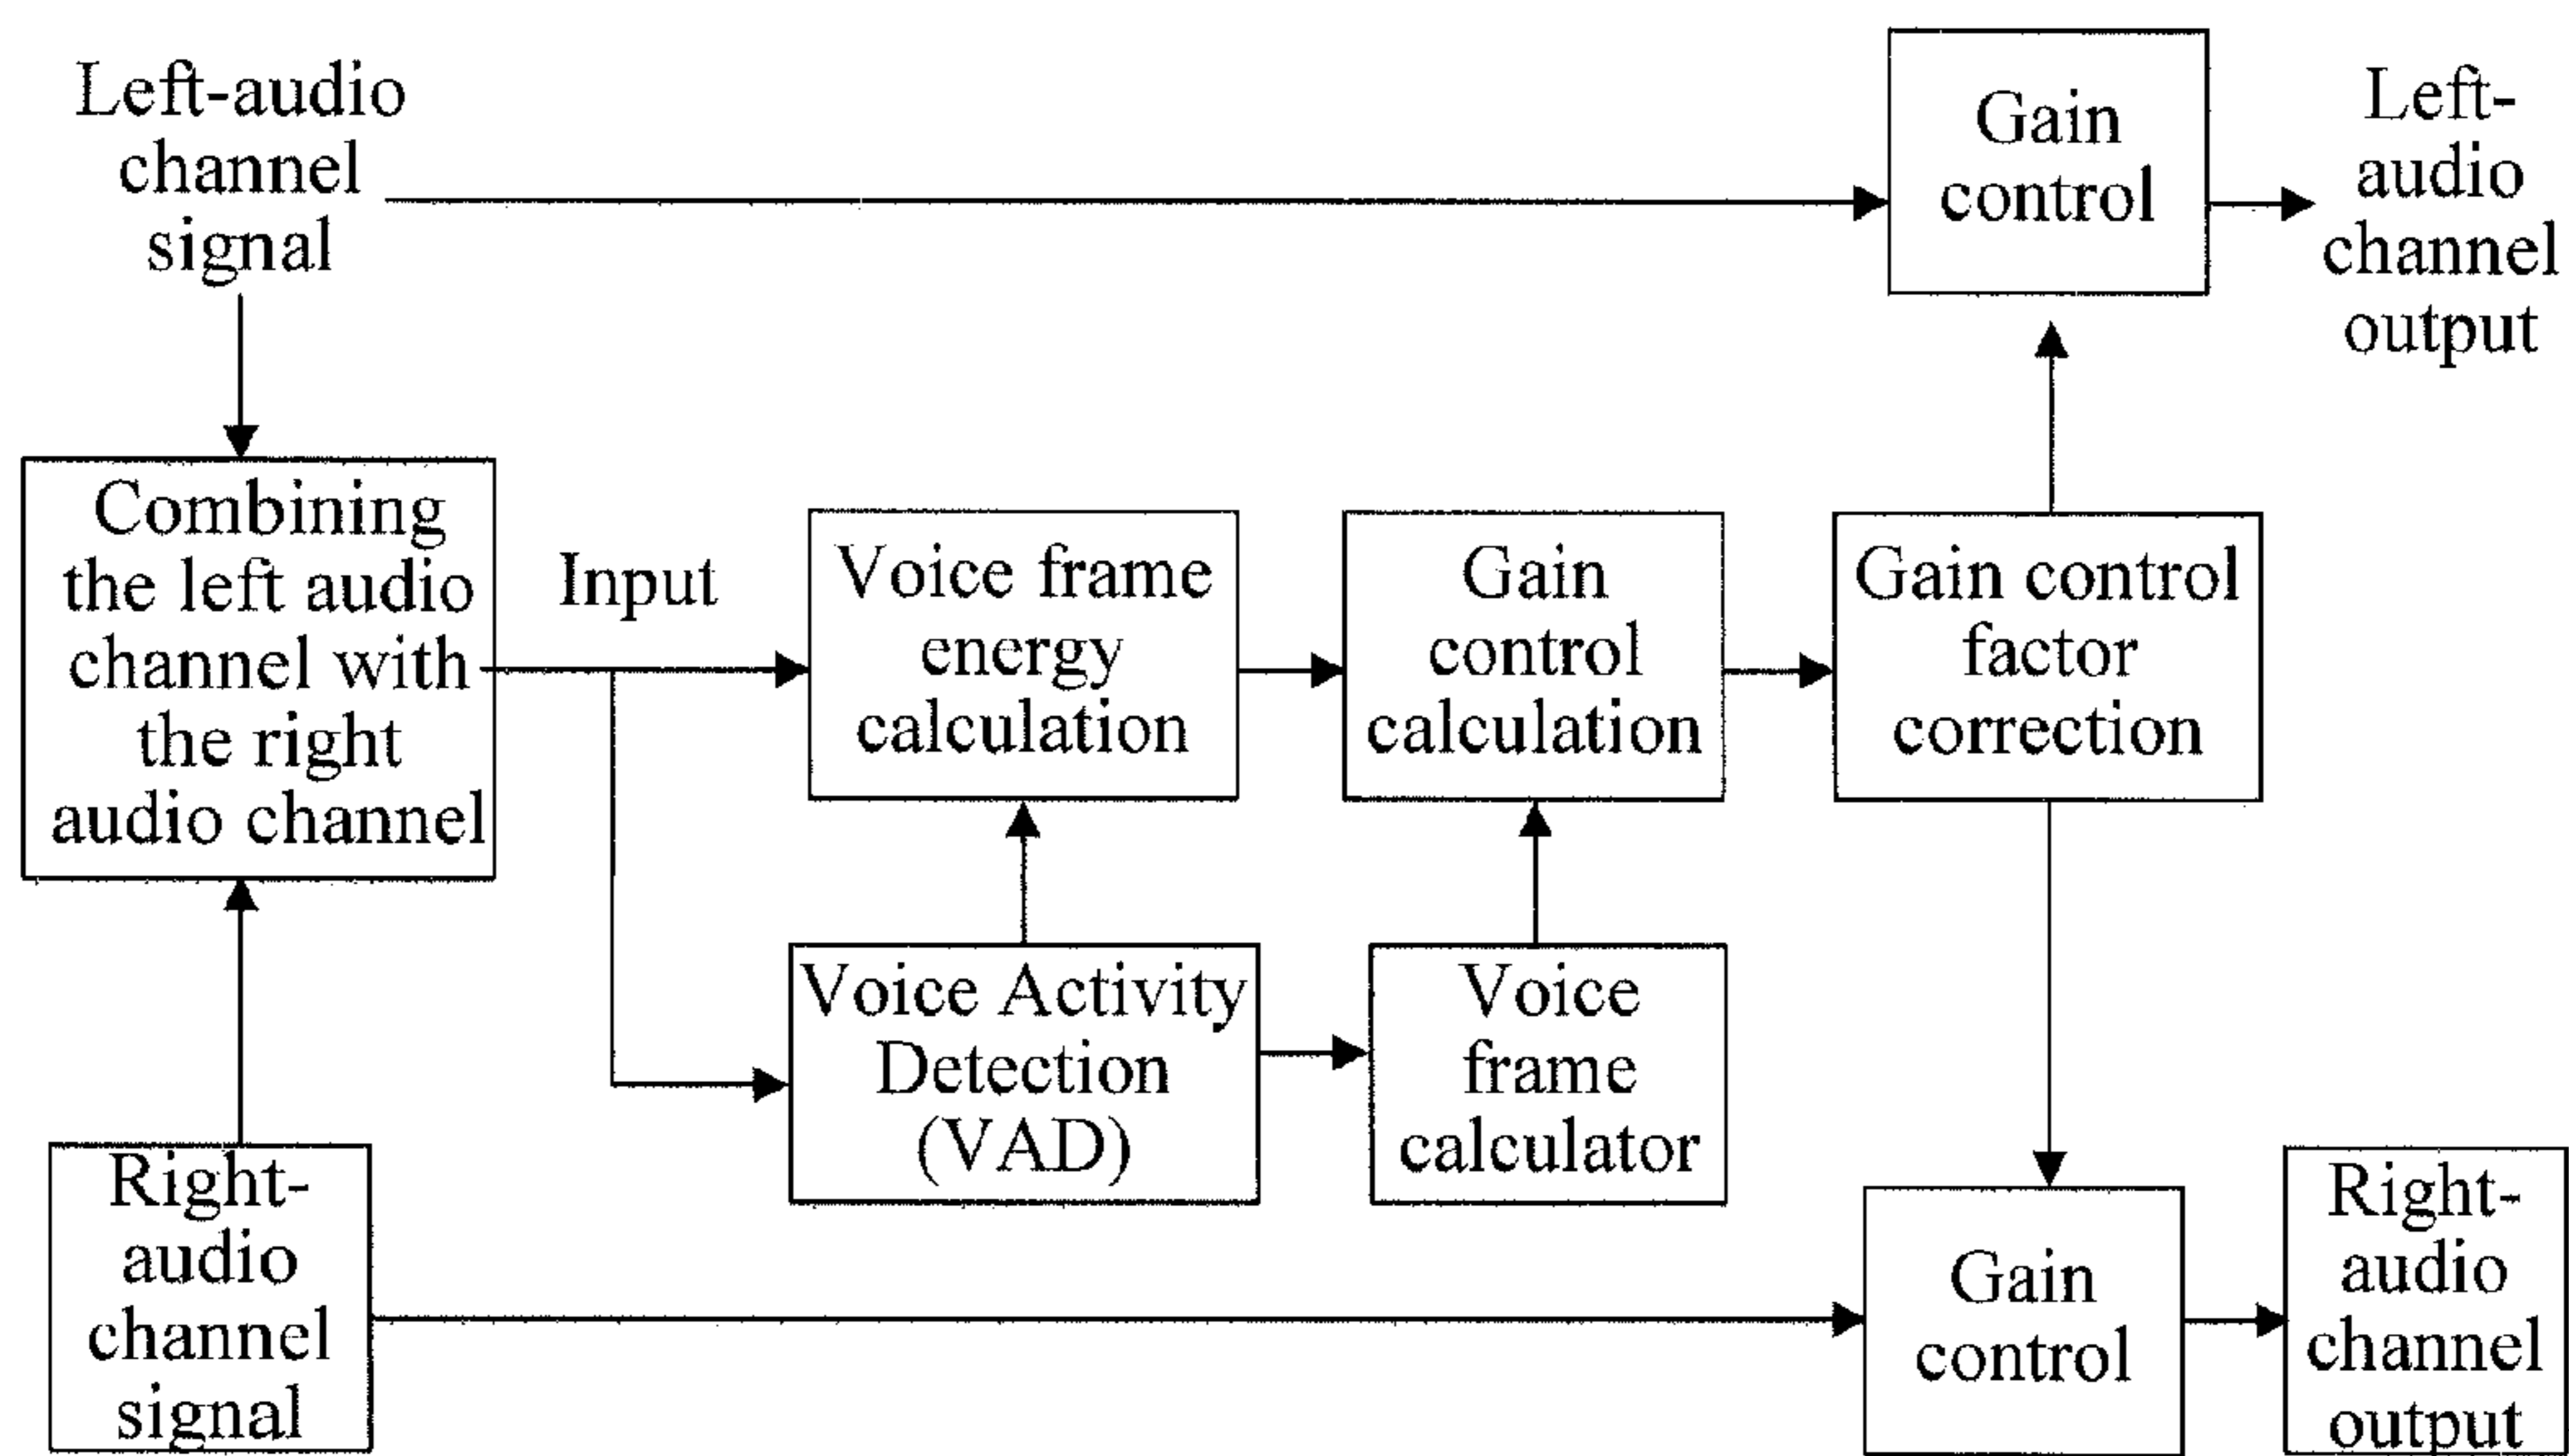 Left-audio
channel
signal
Gain
control
Left-
audio
channel
output
Combining
the left audio
channel with
the right
audio channel
Input
Voice frame
energy
calculation
Gain
control
calculation
Gain control
factor
correction
Voice Activity
Detection
(VAD)
Voice
frame
calculator
Right-
audio
channel
signal
Gain
control
Right-
audio
channel
output